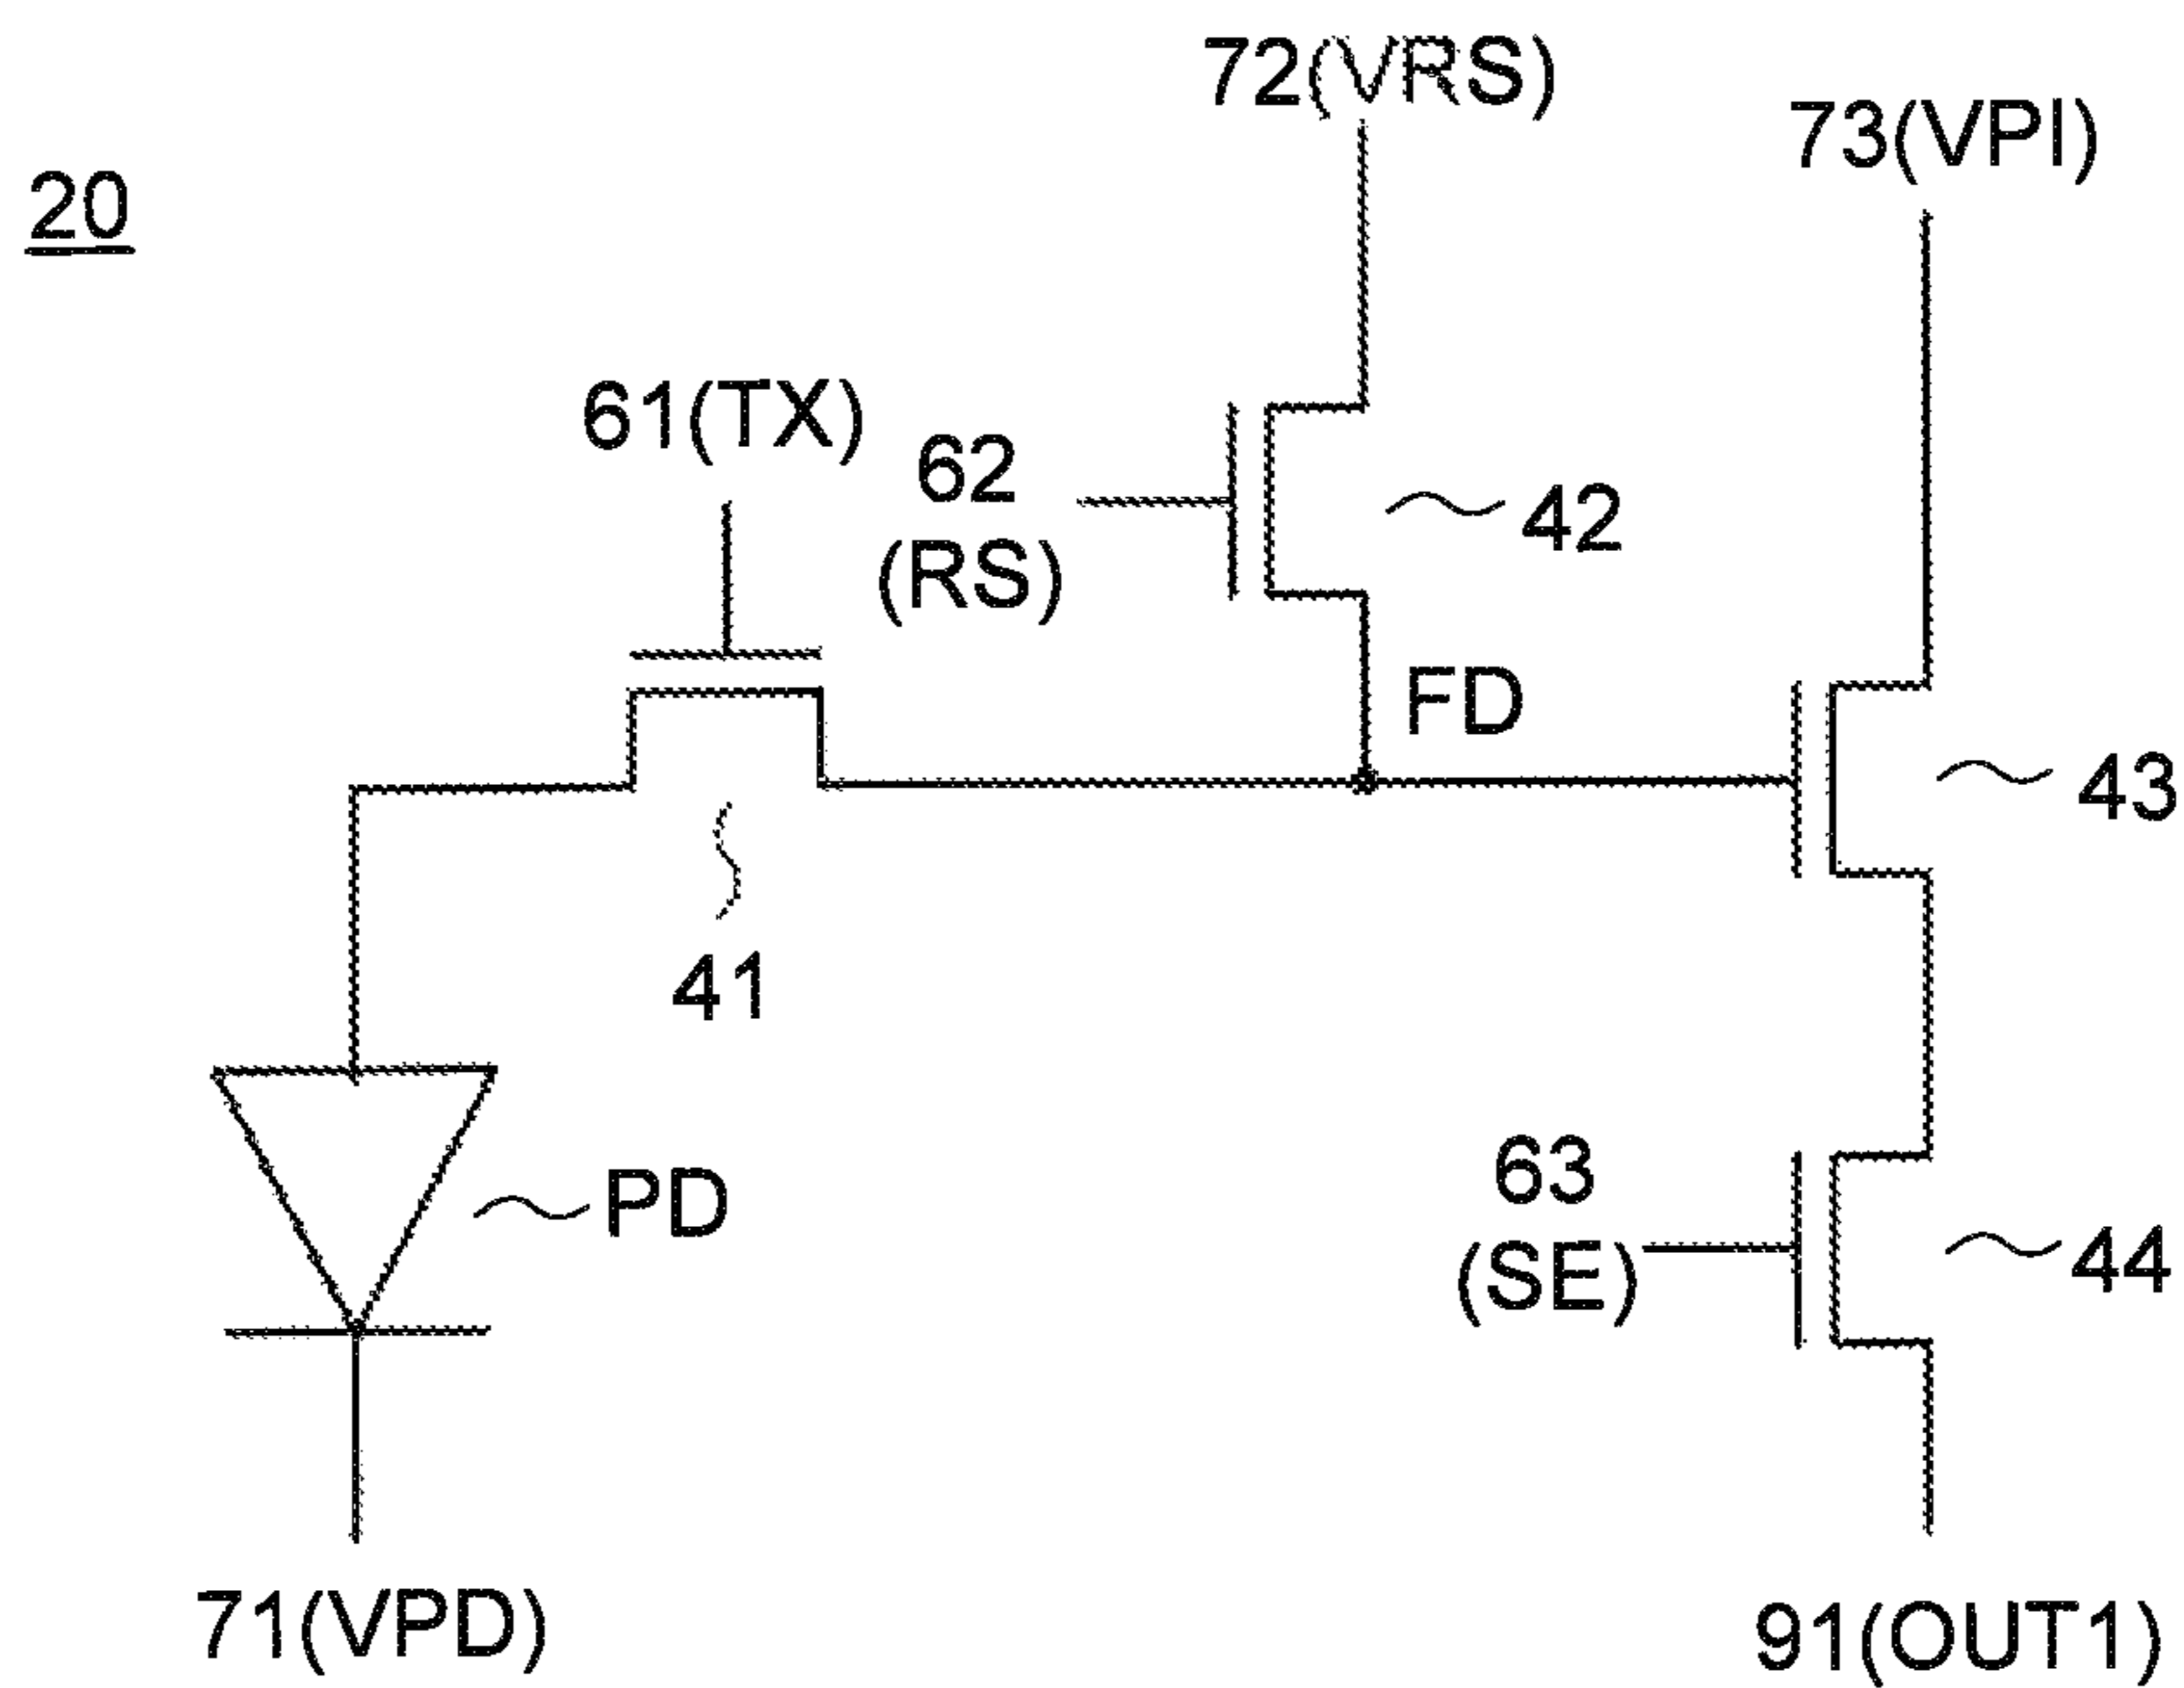 72(VRS)
73(VPI)
20
61(TX)
62
(RS)
42
FD
43
41
PD
63
(SE)
44
71(VPD)
91(OUT1)